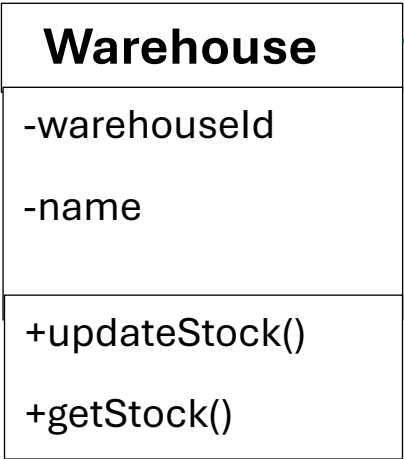 Warehouse
-warehouseId
-name
+updateStock()
+getStock()